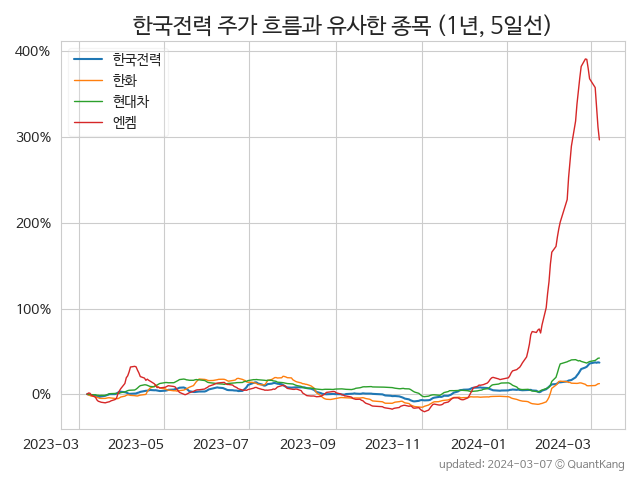 한국전력 주가 흐름과 유사한 종목 (1년, 5일선)
400%
300%
200%
100%
0%
한국전력
한화
현대차
엔켐
2023-03 2023-05 2023-07 2023-09 2023-11 2024-01 2024-03
updated: 2024-03-07 © QuantKang